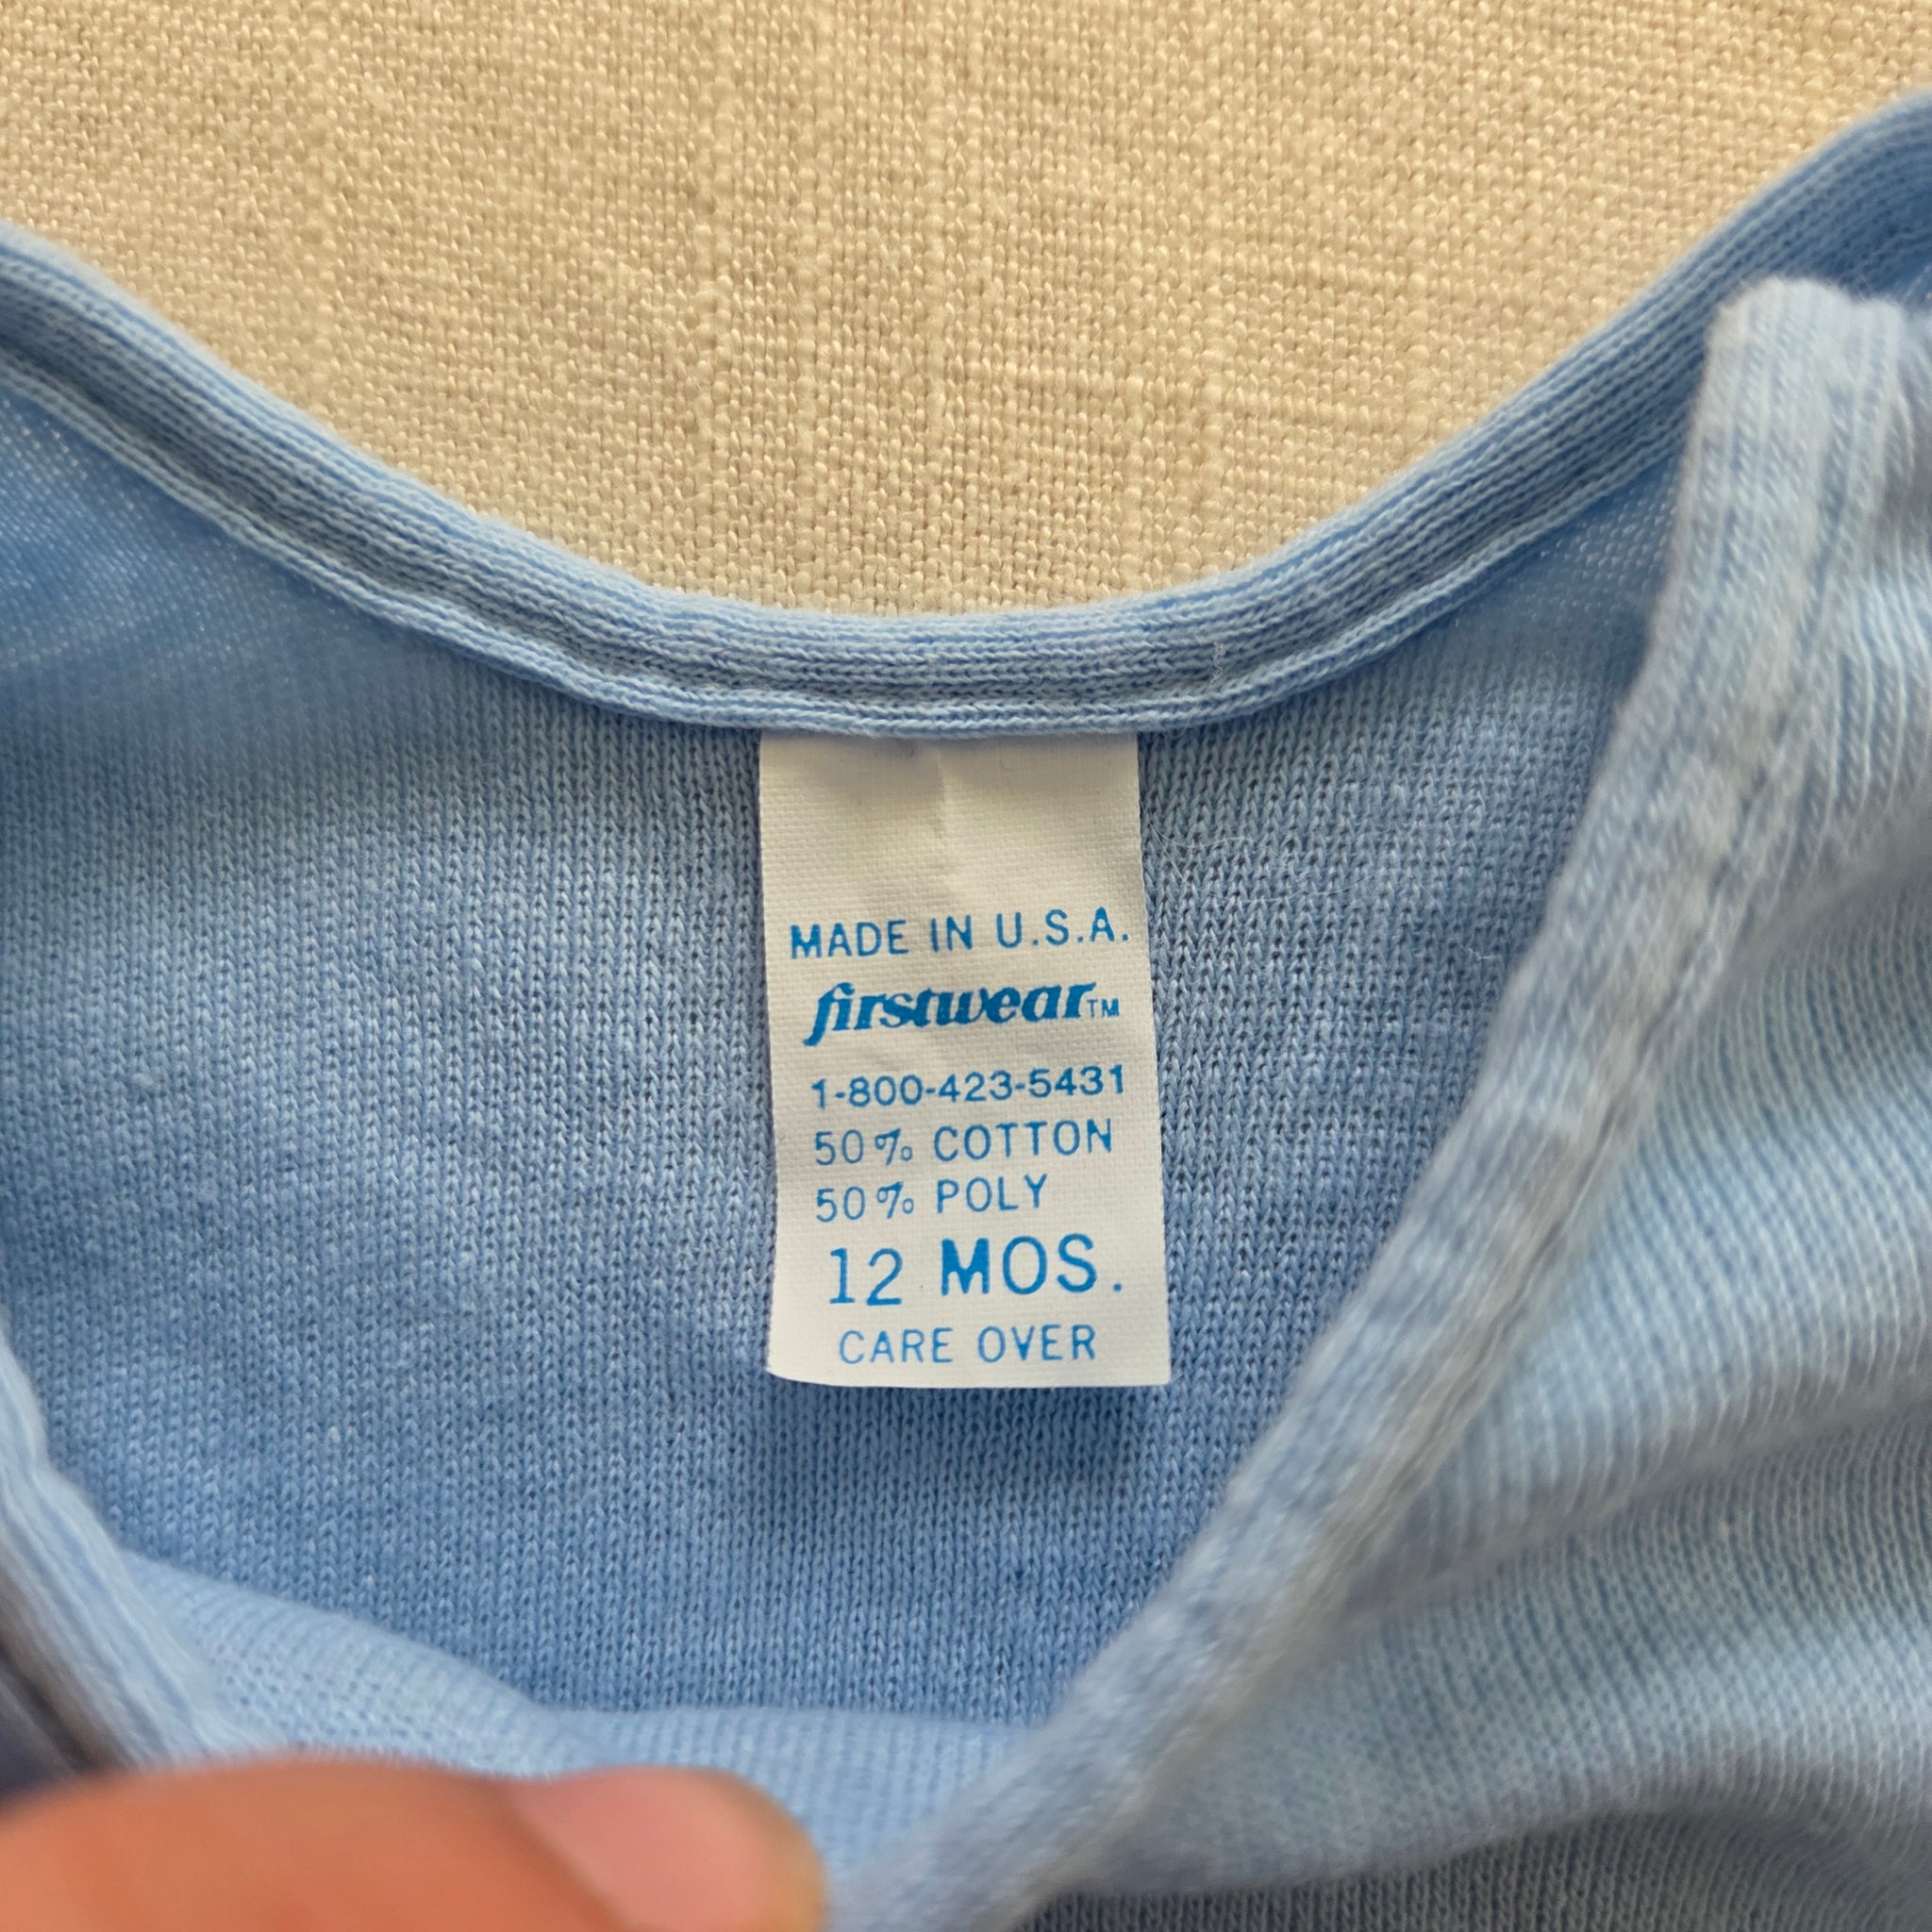 MADE IN U.S.A.
firstwear™
1-800-423-5431
50% COTTON
50% POLY
12 MOS.
CARE OVER